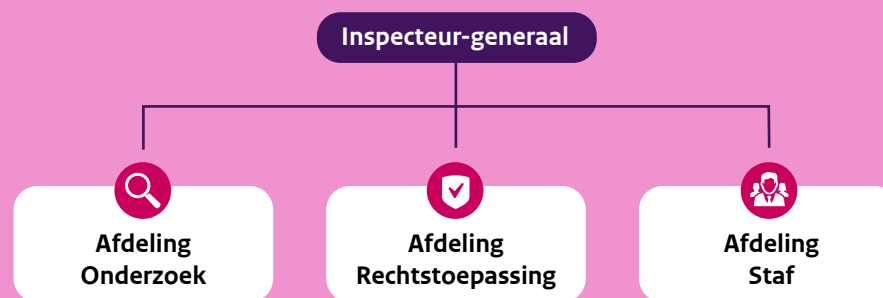 Inspecteur-generaal
Afdeling
Onderzoek
Afdeling
Rechtstoepassing
Afdeling
Staf